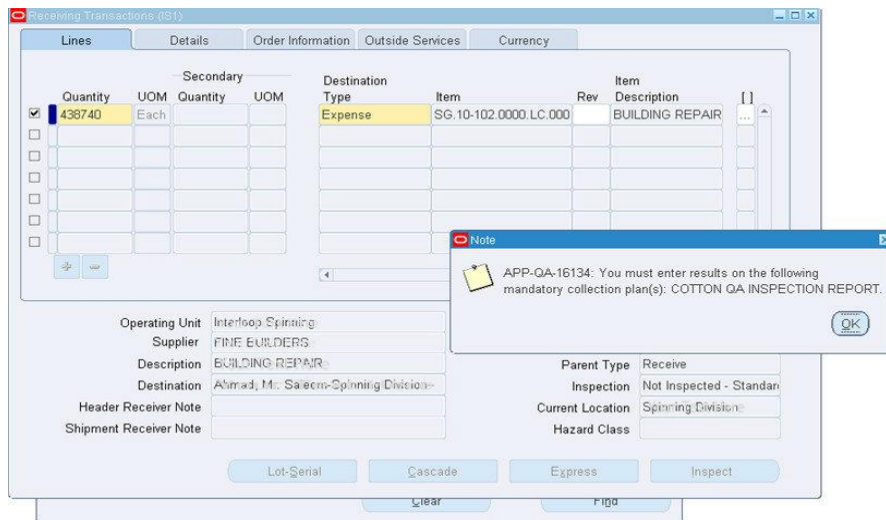 Receiving Transactions (IS1)
Lines Details Order Information Outside Services Currency
Secondary Destination Item
Quantity UOM Quantity UOM Type Item Rev Description [ ]
438740 Each Expense SG.10-102.0000.LC.000 BUILDING REPAIR ...
Note
APP-QA-16134: You must enter results on the following
mandatory collection plan(s): COTTON QA INSPECTION REPORT.
OK
Operating Unit Interloop Spinning
Supplier FINE BUILDERS
Description BUILDING REPAIR
Destination Ahmad, Mr. Saleem-Spinning Division-
Header Receiver Note
Shipment Receiver Note
Parent Type Receive
Inspection Not Inspected - Standar
Current Location Spinning Division
Hazard Class
Lot-Serial Cascade Express Inspect
Clear Find